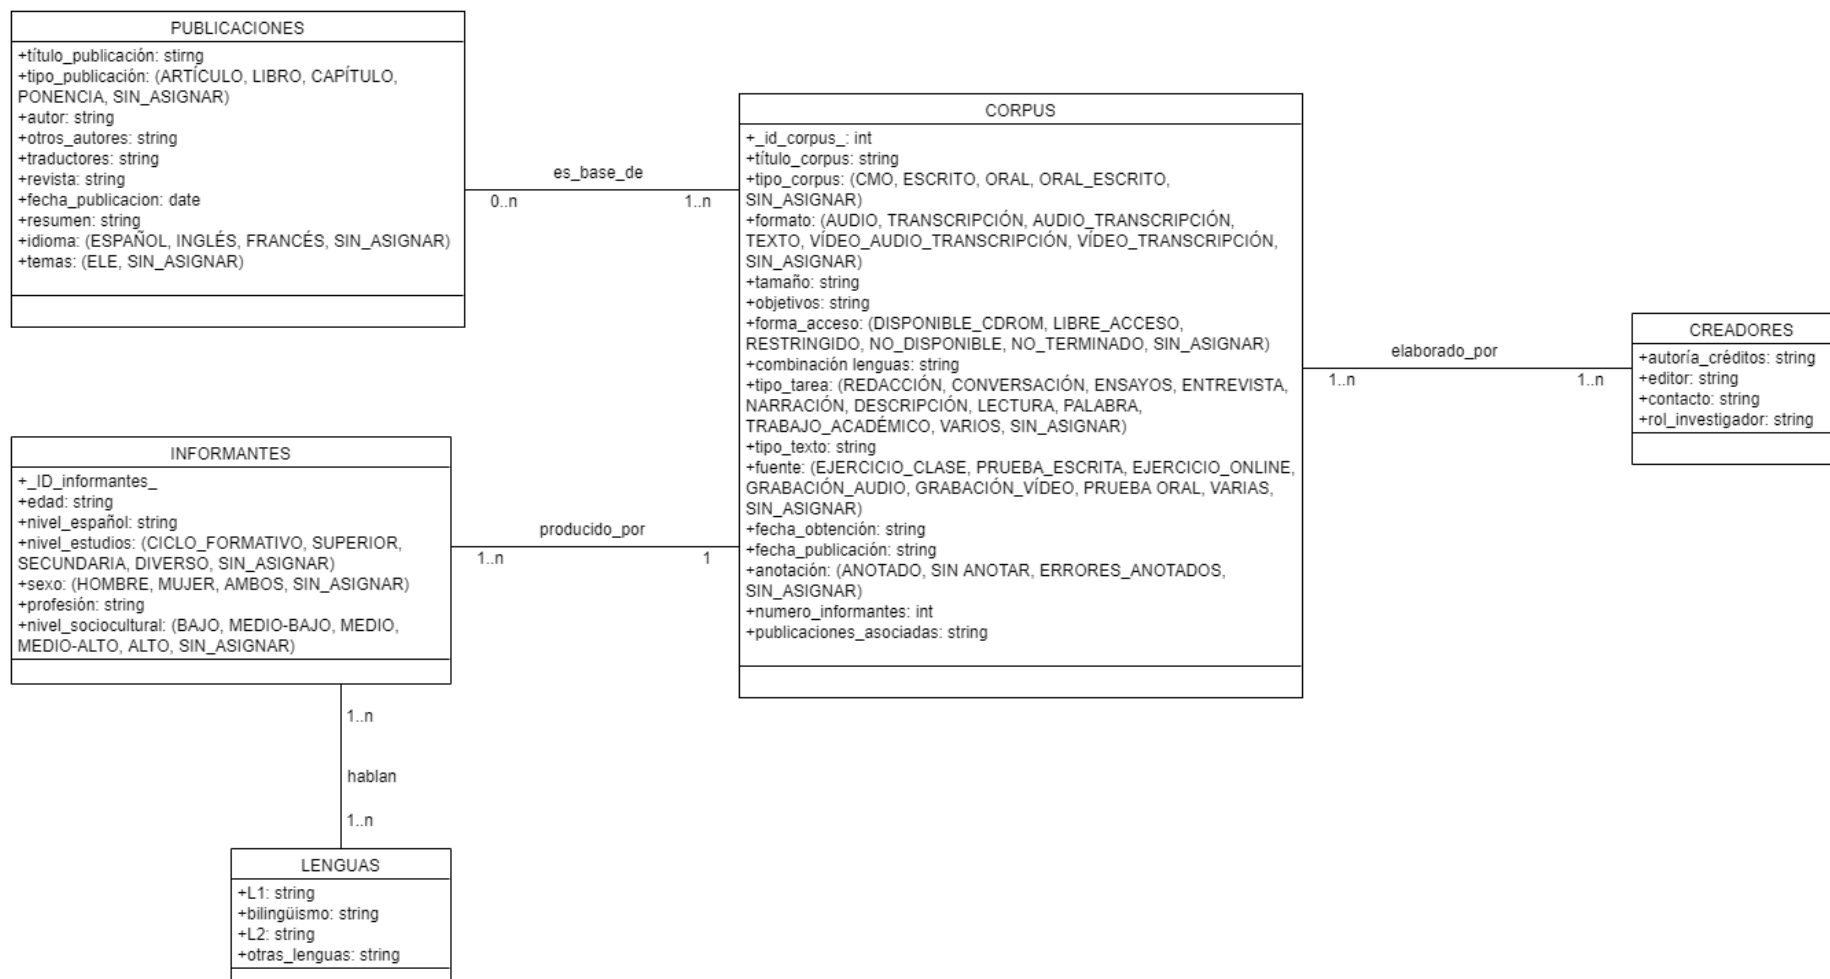 PUBLICACIONES
+título_publicación: stirng
+tipo_publicación: (ARTÍCULO, LIBRO, CAPÍTULO,
PONENCIA, SIN_ASIGNAR)
+autor: string
+otros_autores: string
+traductores: string
+revista: string
+fecha_publicacion: date
+resumen: string
+idioma: (ESPAÑOL, INGLÉS, FRANCÉS, SIN_ASIGNAR)
+temas: (ELE, SIN_ASIGNAR)
es_base_de
0..n
1..n
CORPUS
+_id_corpus_: int
+título_corpus: string
+tipo_corpus: (CMO, ESCRITO, ORAL, ORAL_ESCRITO,
SIN_ASIGNAR)
+formato: (AUDIO, TRANSCRIPCIÓN, AUDIO_TRANSCRIPCIÓN,
TEXTO, VÍDEO_AUDIO_TRANSCRIPCIÓN, VÍDEO_TRANSCRIPCIÓN,
SIN_ASIGNAR)
+tamaño: string
+objetivos: string
+forma_acceso: (DISPONIBLE_CDROM, LIBRE_ACCESO,
RESTRINGIDO, NO_DISPONIBLE, NO_TERMINADO, SIN_ASIGNAR)
+combinación lenguas: string
+tipo_tarea: (REDACCIÓN, CONVERSACIÓN, ENSAYOS, ENTREVISTA,
NARRACIÓN, DESCRIPCIÓN, LECTURA, PALABRA,
TRABAJO_ACADÉMICO, VARIOS, SIN_ASIGNAR)
+tipo_texto: string
+fuente: (EJERCICIO_CLASE, PRUEBA_ESCRITA, EJERCICIO_ONLINE,
GRABACIÓN_AUDIO, GRABACIÓN_VÍDEO, PRUEBA ORAL, VARIAS,
SIN_ASIGNAR)
+fecha_obtención: string
+fecha_publicación: string
+anotación: (ANOTADO, SIN ANOTAR, ERRORES_ANOTADOS,
SIN_ASIGNAR)
+numero_informantes: int
+publicaciones_asociadas: string
elaborado_por
1..n
1..n
CREADORES
+autoría_créditos: string
+editor: string
+contacto: string
+rol_investigador: string
INFORMANTES
+_ID_informantes_
+edad: string
+nivel_español: string
+nivel_estudios: (CICLO_FORMATIVO, SUPERIOR,
SECUNDARIA, DIVERSO, SIN_ASIGNAR)
+sexo: (HOMBRE, MUJER, AMBOS, SIN_ASIGNAR)
+profesión: string
+nivel_sociocultural: (BAJO, MEDIO-BAJO, MEDIO,
MEDIO-ALTO, ALTO, SIN_ASIGNAR)
producido_por
1..n
1
1..n
hablan
1..n
LENGUAS
+L1: string
+bilingüismo: string
+L2: string
+otras_lenguas: string